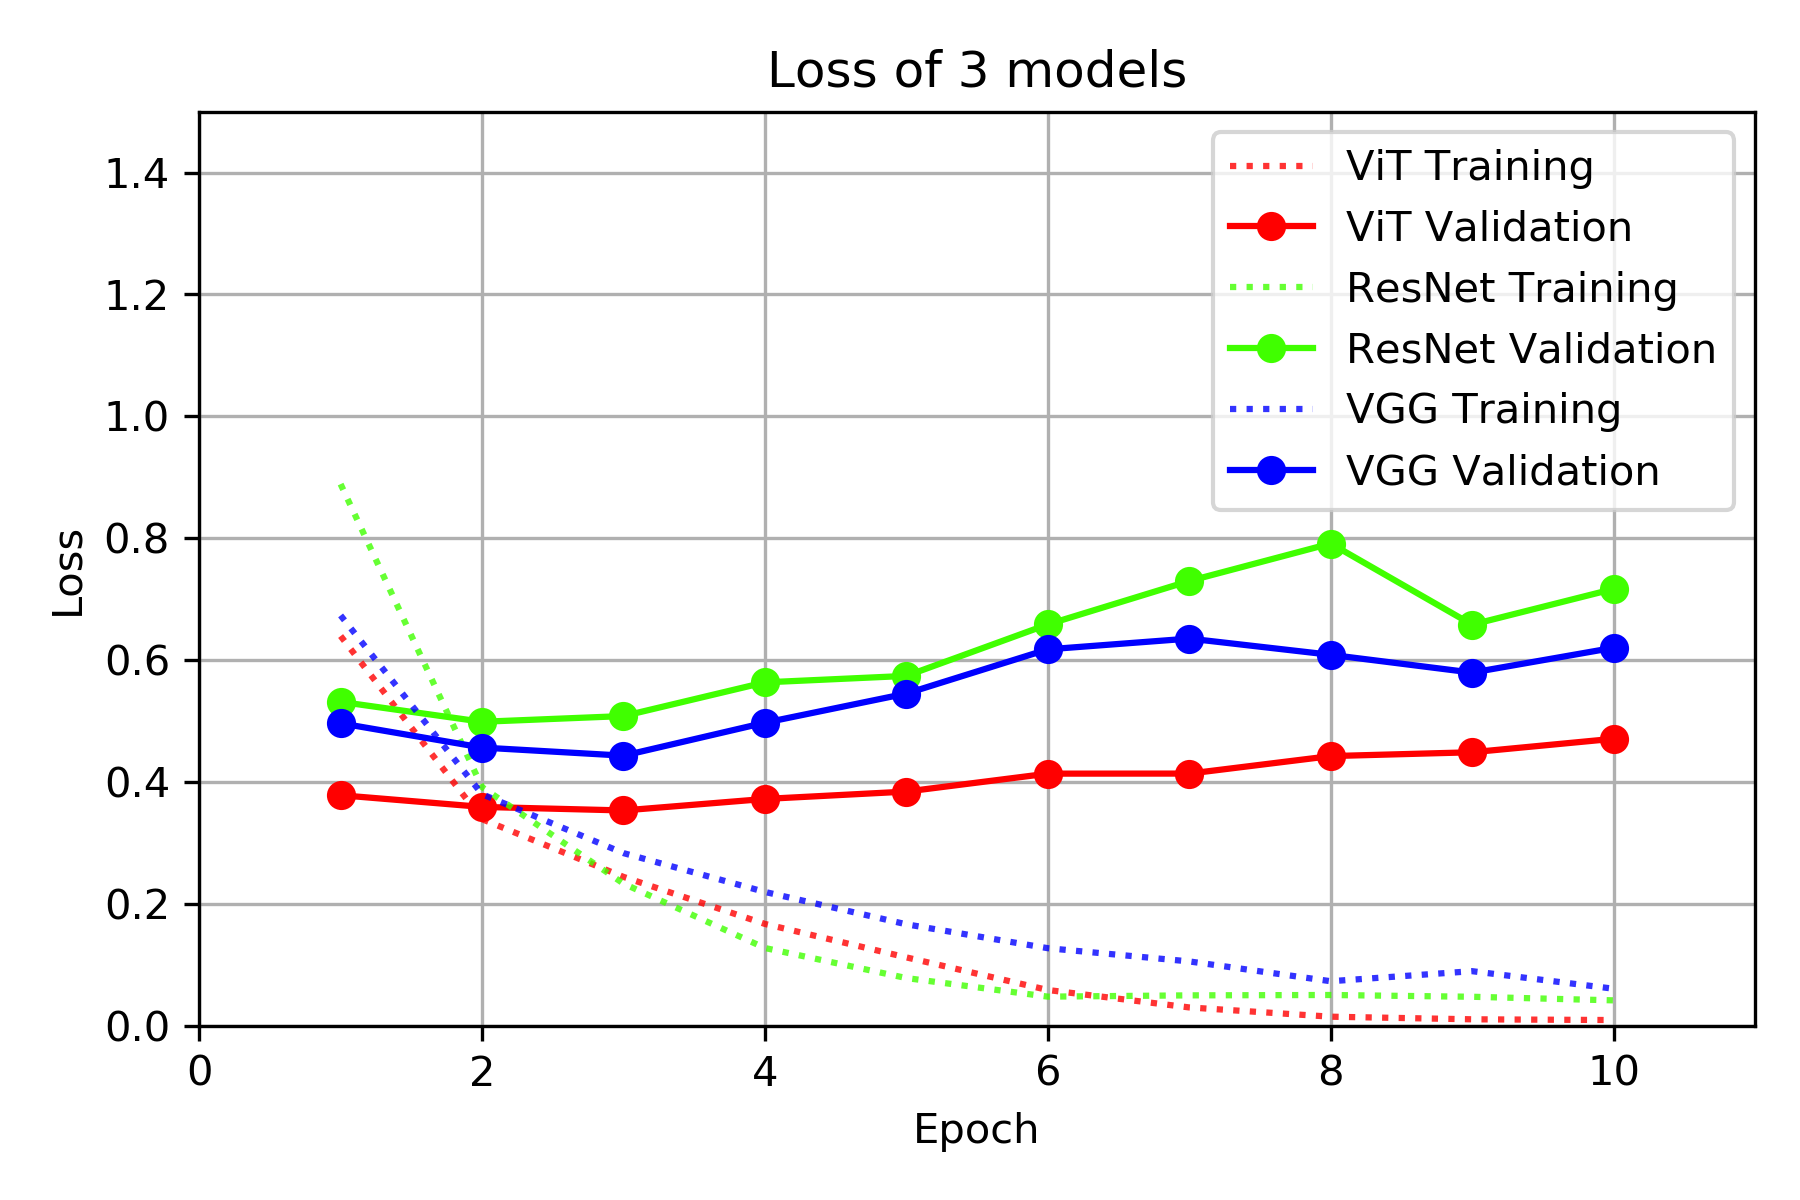 Loss of 3 models
1.4
1.2
1.0
0.8
0.6
0.4
0.2
0.0
Loss
ViT Training
ViT Validation
ResNet Training
ResNet Validation
VGG Training
VGG Validation
0 2 4 6 8 10
Epoch